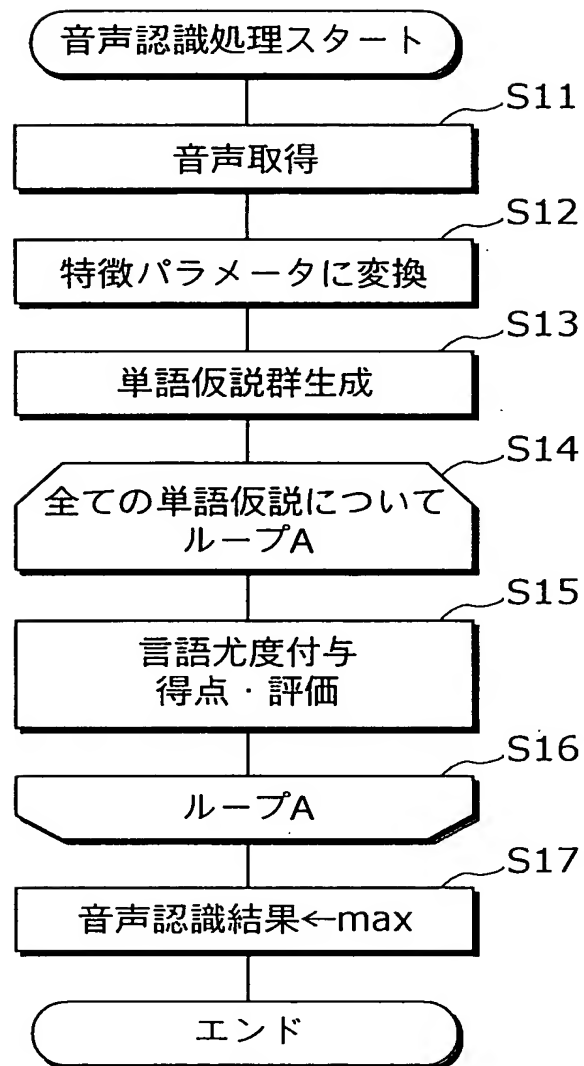 音声認識処理スタート
S11
音声取得
S12
特徴パラメータに変換
S13
単語仮説群生成
S14
全ての単語仮説について
ループA
S15
言語尤度付与
得点・評価
S16
ループA
S17
音声認識結果←max
エンド